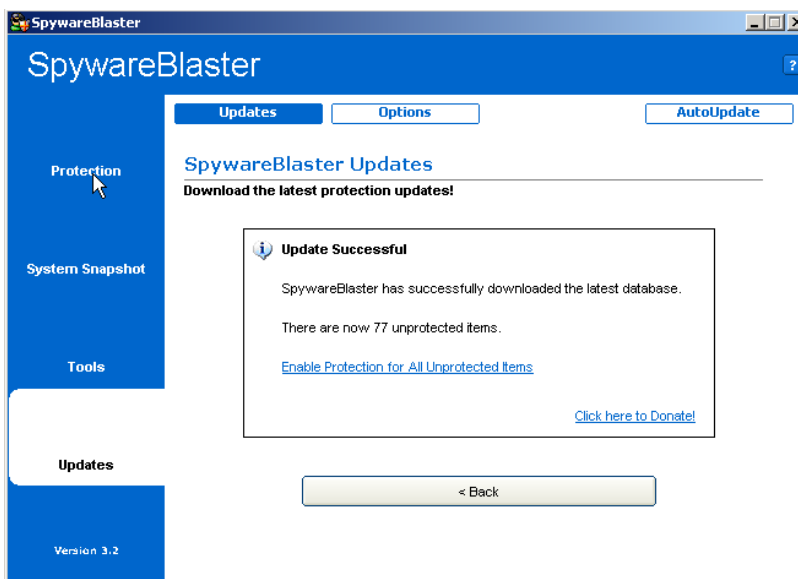 SpywareBlaster
SpywareBlaster
?
Updates
Options
AutoUpdate
Protection
System Snapshot
Tools
Updates
Version 3.2
SpywareBlaster Updates
Download the latest protection updates!
Update Successful
SpywareBlaster has successfully downloaded the latest database.
There are now 77 unprotected items.
Enable Protection for All Unprotected Items
Click here to Donate!
< Back